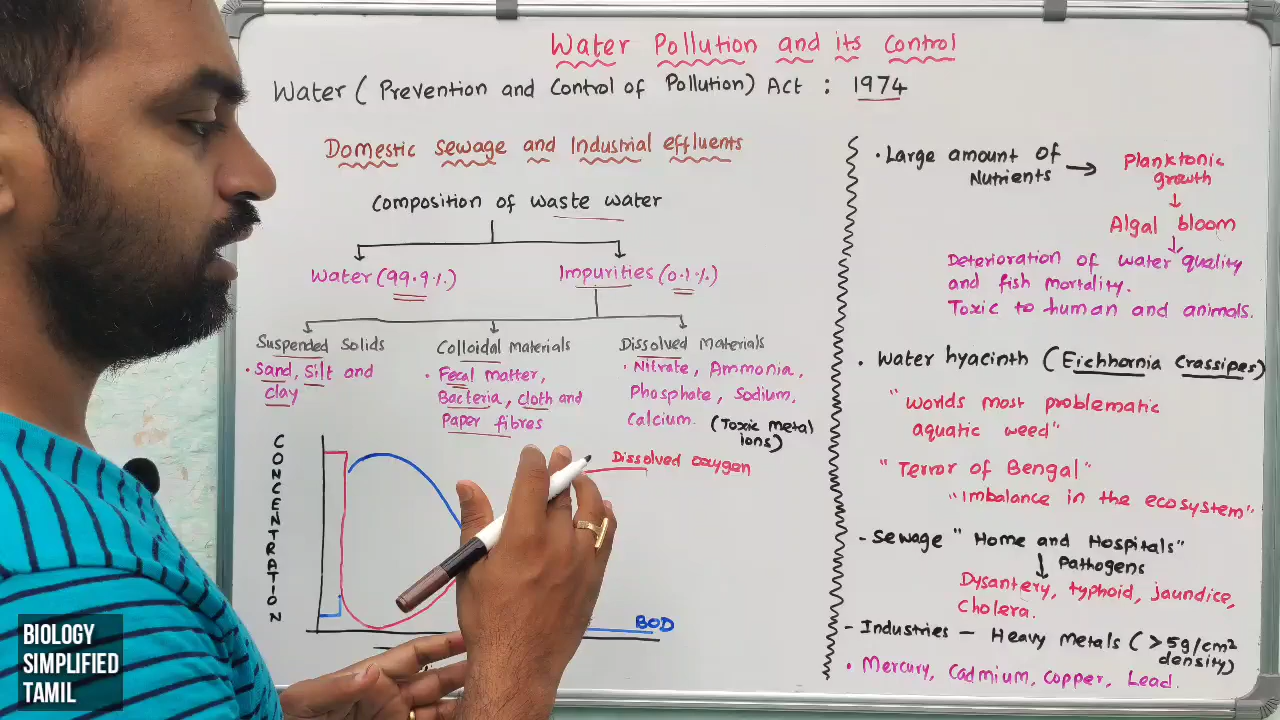 Water Pollution and its Control
Water ( Prevention and Control of Pollution) Act : 1974
Domestic sewage and Industrial effluents
Composition of waste water
Water (99.9%)
Impurities (0.1%)
Suspended Solids
• Sand, Silt and
clay
Colloidal Materials
• Fecal matter,
Bacteria, cloth and
Paper fibres
Dissolved Materials
• Nitrate, Ammonia,
Phosphate, Sodium,
Calcium. (Toxic metal
ions)
CONCENTRATION
Dissolved oxygen
BOD
• Large amount of
Nutrients
Planktonic
growth
Algal bloom
Deterioration of water quality
and fish mortality.
Toxic to human and animals.
• Water hyacinth ( Eichhornia crassipes)
"Worlds most problematic
aquatic weed"
"Terror of Bengal"
"Imbalance in the ecosystem"
- Sewage "Home and Hospitals"
Pathogens
Dysantery, typhoid, jaundice,
Cholera.
- Industries - Heavy metals ( >5g/cm²
density)
• Mercury, Cadmium, copper, Lead.
BIOLOGY
SIMPLIFIED
TAMIL